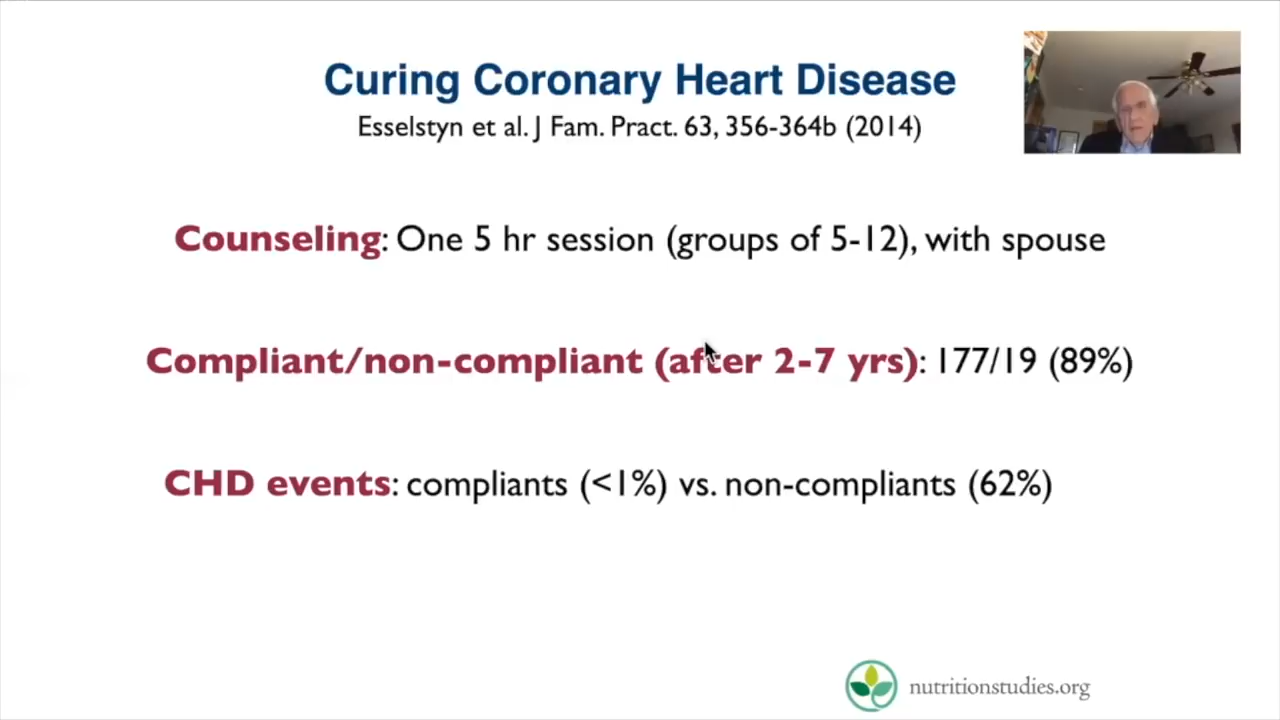 Curing Coronary Heart Disease
Esselstyn et al. J Fam. Pract. 63, 356-364b (2014)
Counseling: One 5 hr session (groups of 5-12), with spouse
Compliant/non-compliant (after 2-7 yrs): 177/19 (89%)
CHD events: compliants (<1%) vs. non-compliants (62%)
nutritionstudies.org